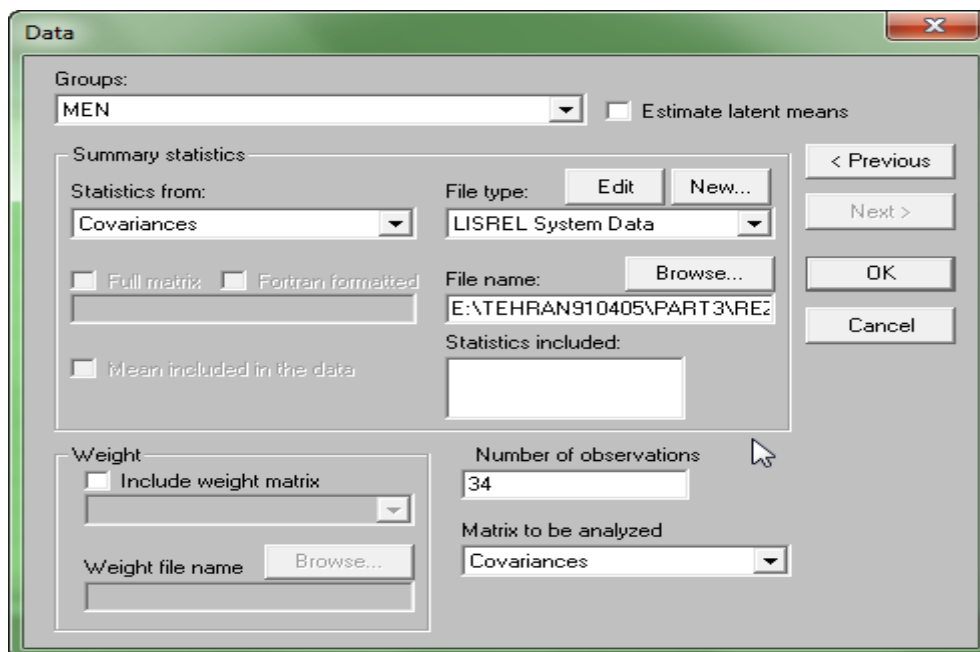 Data
Groups:
MEN
Estimate latent means
Summary statistics
< Previous
Next >
OK
Cancel
Statistics from:
Covariances
File type:
Edit
New...
LISREL System Data
Full matrix
Fortran formatted
File name:
Browse...
E:\TEHRAN910405\PART3\REZ
Mean included in the data
Statistics included:
Weight
Include weight matrix
Weight file name
Browse...
Number of observations
34
Matrix to be analyzed
Covariances